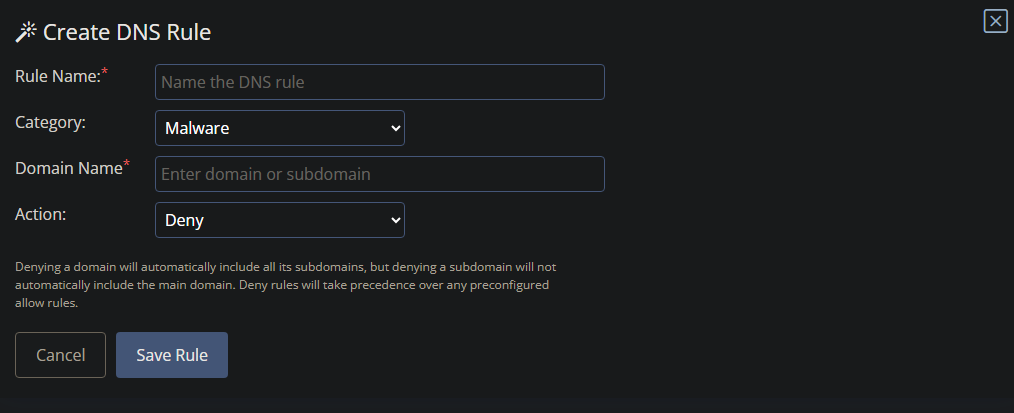 Create DNS Rule
Rule Name:*
Name the DNS rule
Category:
Malware
Domain Name*
Enter domain or subdomain
Action:
Deny
Denying a domain will automatically include all its subdomains, but denying a subdomain will not
automatically include the main domain. Deny rules will take precedence over any preconfigured
allow rules.
Cancel
Save Rule